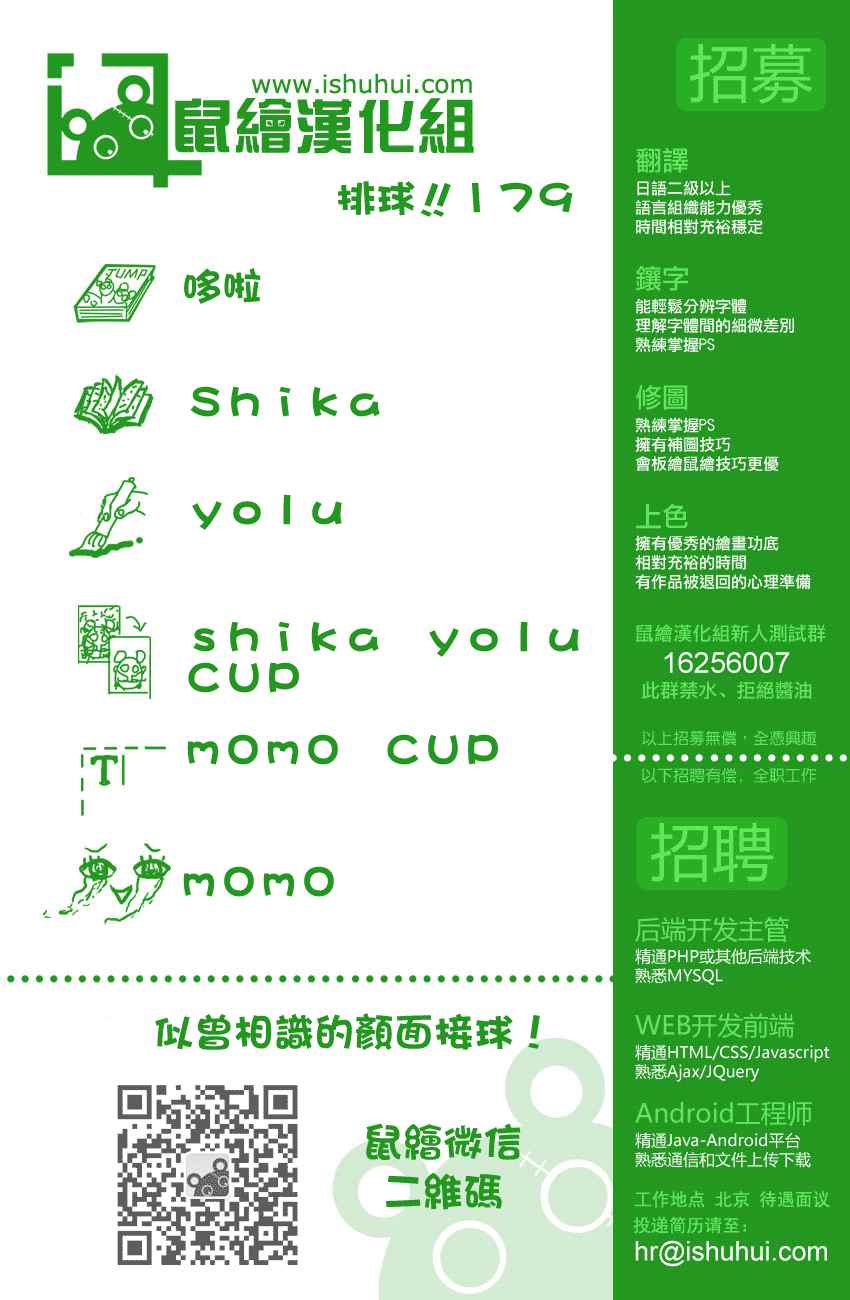 www.ishuhui.com
鼠繪漢化組
排球!!179
JUMP
哆啦
Shika
yolu
shika yolu
cup
T
momo cup
momo
似曾相識的顏面接球！
鼠繪微信
二維碼
招募
翻譯
日語二級以上
語言組織能力優秀
時間相對充裕穩定
鑲字
能輕鬆分辨字體
理解字體間的細微差別
熟練掌握PS
修圖
熟練掌握PS
擁有補圖技巧
會板繪鼠繪技巧更優
上色
擁有優秀的繪畫功底
相對充裕的時間
有作品被退回的心理準備
鼠繪漢化組新人測試群
16256007
此群禁水、拒絕醬油
以上招募無償，全憑興趣
以下招聘有偿，全职工作
招聘
后端开发主管
精通PHP或其他后端技术
熟悉MYSQL
WEB开发前端
精通HTML/CSS/Javascript
熟悉Ajax/JQuery
Android工程师
精通Java-Android平台
熟悉通信和文件上传下载
工作地点 北京 待遇面议
投递简历请至：
hr@ishuhui.com